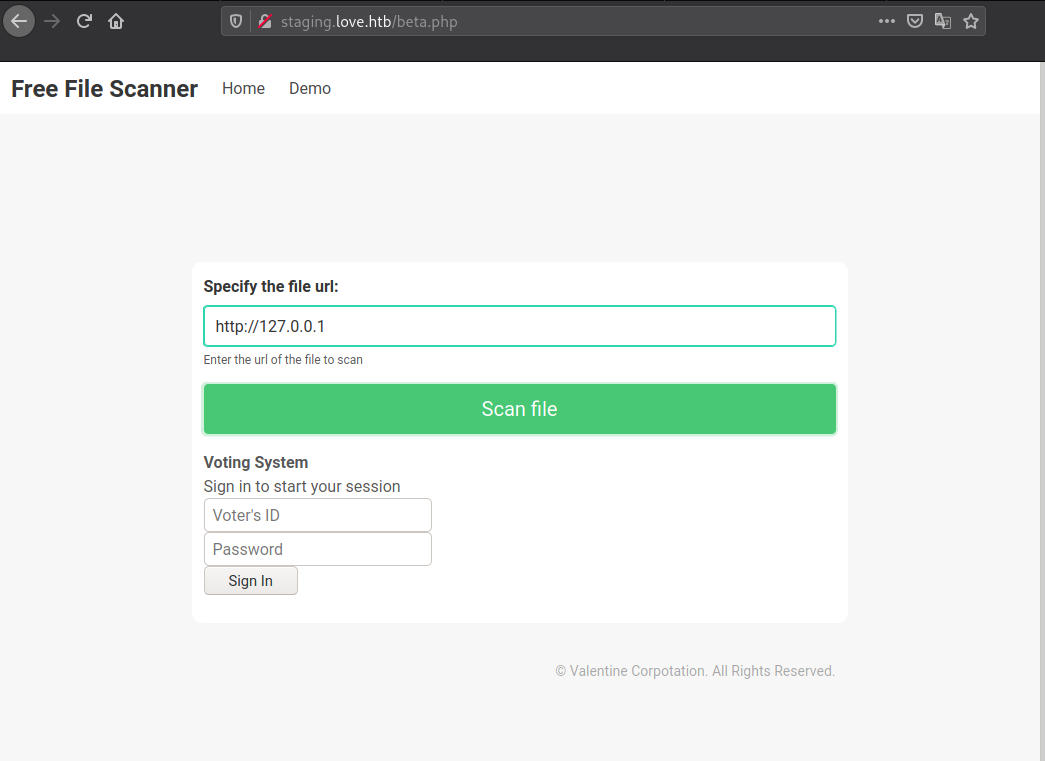 staging.love.htb/beta.php
Free File Scanner Home Demo
Specify the file url:
http://127.0.0.1
Enter the url of the file to scan
Scan file
Voting System
Sign in to start your session
Voter's ID
Password
Sign In
© Valentine Corpotation. All Rights Reserved.